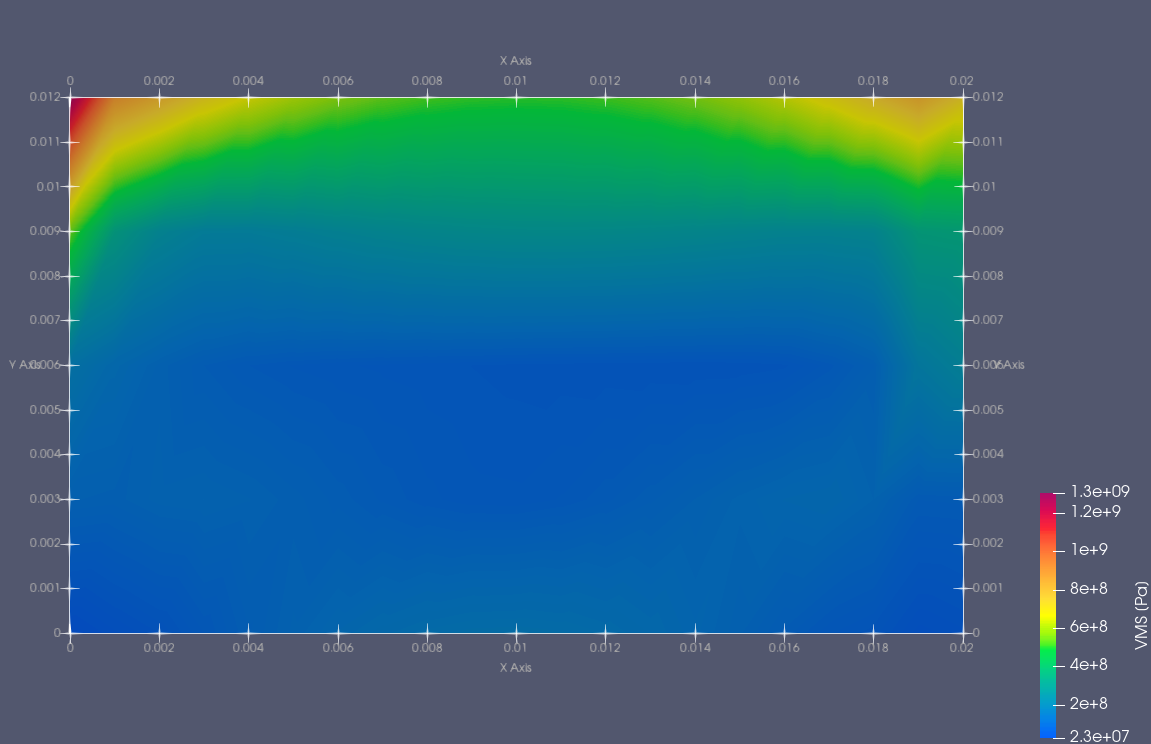 X Axis
0 0.002 0.004 0.006 0.008 0.01 0.012 0.014 0.016 0.018 0.02
0.012 0.012
0.011 0.011
0.01 0.01
0.009 0.009
0.008 0.008
0.007 0.007
Y Axis 0.006 0.006 Y Axis
0.005 0.005
0.004 0.004
0.003 0.003
0.002 0.002
0.001 0.001
0 0
0 0.002 0.004 0.006 0.008 0.01 0.012 0.014 0.016 0.018 0.02
X Axis
1.3e+09
1.2e+9
1e+9
8e+8
6e+8
4e+8
2e+8
2.3e+07
VMS (Pa)